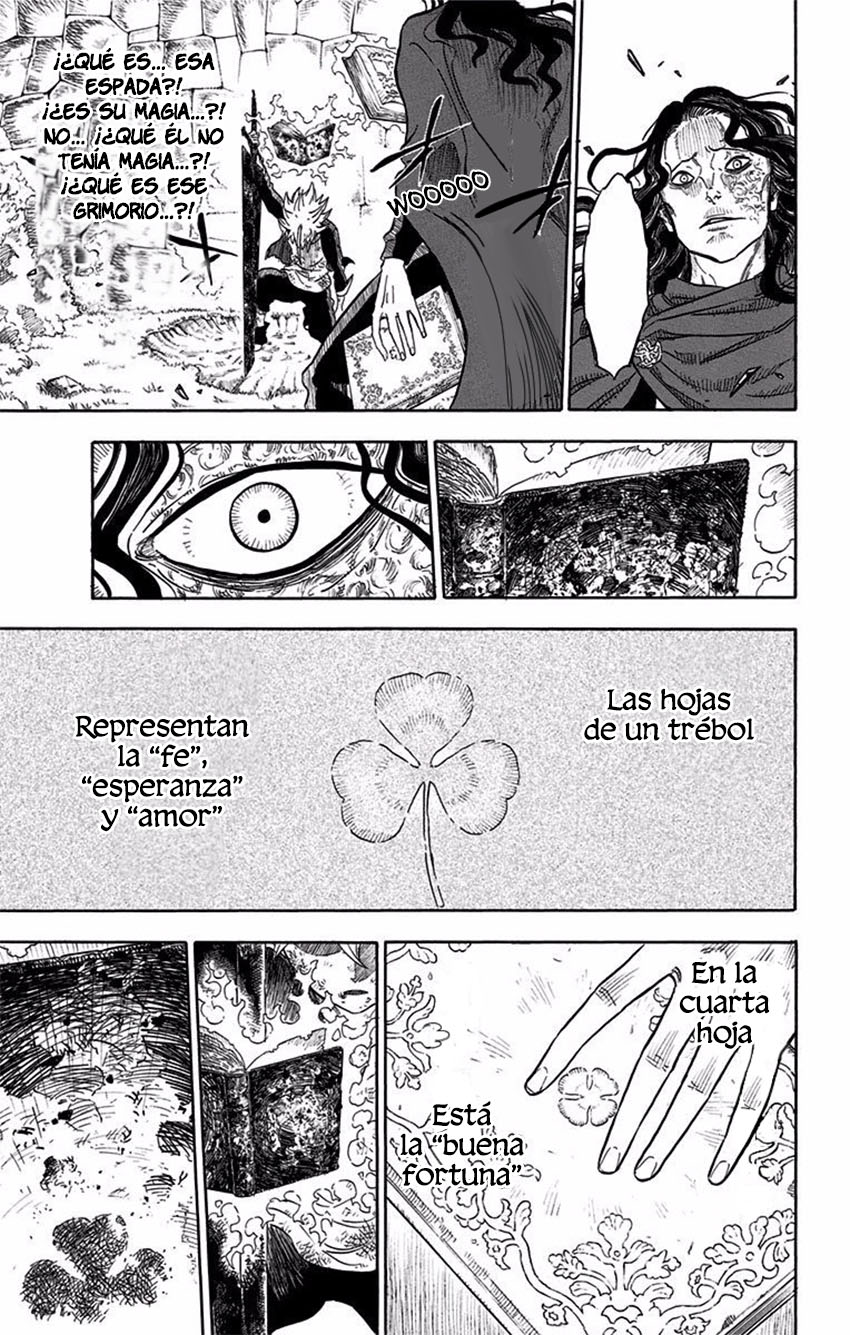 ¡¿QUÉ ES... ESA
ESPADA?!
¡¿ES SU MAGIA...?!
NO... ¡¿QUÉ ÉL NO
TENÍA MAGIA...?!
¡¿QUÉ ES ESE
GRIMORIO...?!
WOOOOO
Las hojas
de un trébol
Representan
la “fe”,
“esperanza”
y “amor”
En la
cuarta
hoja
Está
la “buena
fortuna”